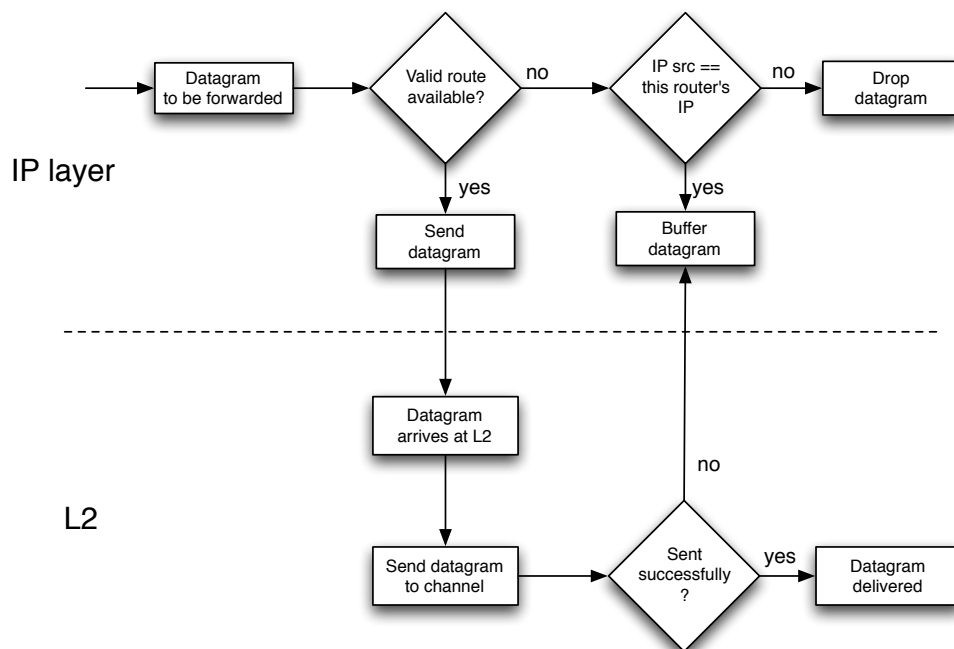 Datagram
to be forwarded
Valid route
available?
no
IP src ==
this router's
IP
no
Drop
datagram
IP layer
yes
yes
Send
datagram
Buffer
datagram
Datagram
arrives at L2
no
L2
Send datagram
to channel
Sent
successfully
?
yes
Datagram
delivered